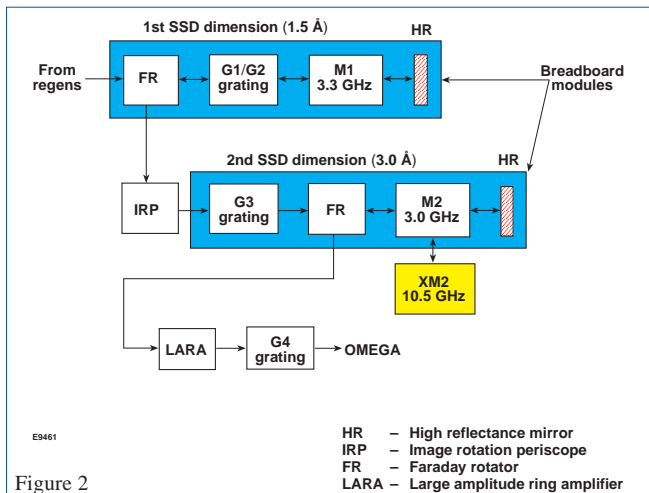 1st SSD dimension (1.5 Å)
HR
From
regens
FR
G1/G2
grating
M1
3.3 GHz
Breadboard
modules
2nd SSD dimension (3.0 Å)
HR
IRP
G3
grating
FR
M2
3.0 GHz
XM2
10.5 GHz
LARA
G4
grating
OMEGA
E9461
HR – High reflectance mirror
IRP – Image rotation periscope
FR – Faraday rotator
LARA – Large amplitude ring amplifier
Figure 2